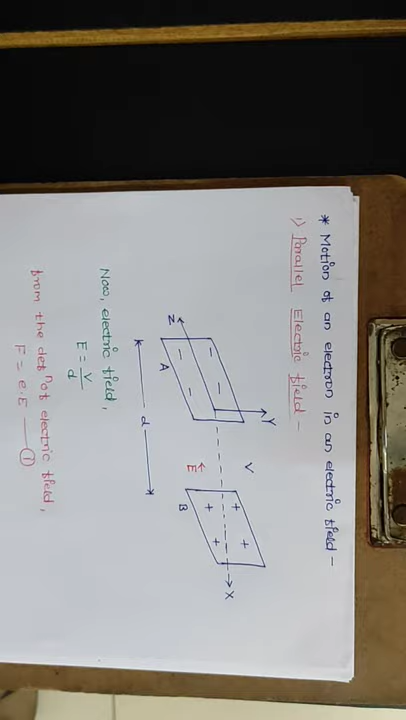 * Motion of an electron in an electric field -
1) Parallel Electric field -
Y
V
Z
E
X
A
B
d
Now, electric field,
E = V/d
from the defn of electric field,
F = e.E — ①